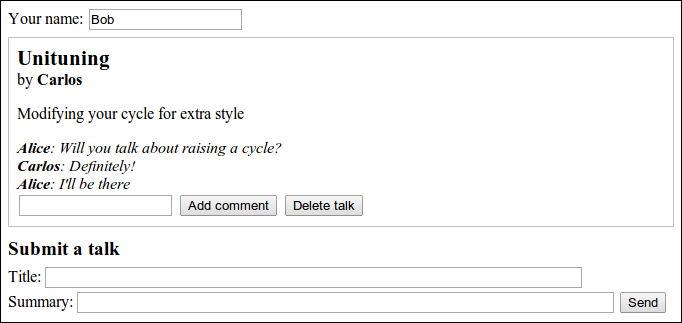 Your name: Bob
Unituning
by Carlos
Modifying your cycle for extra style
Alice: Will you talk about raising a cycle?
Carlos: Definitely!
Alice: I'll be there
Add comment Delete talk
Submit a talk
Title:
Summary: Send